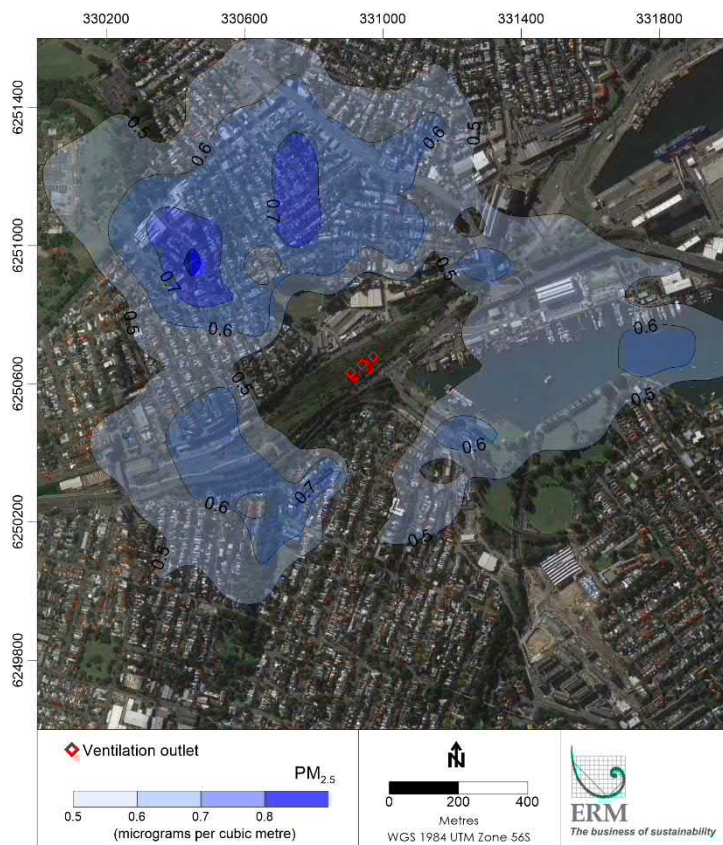 330200 330600 331000 331400 331800
6251400
6251000
6250600
6250200
6249800
0.5
0.6
0.6
0.5
0.7
0.7
0.5
0.6
0.5
0.6
0.5
0.5
0.6
0.7
0.6
0.5
0.5
Ventilation outlet
PM2.5
0.5 0.6 0.7 0.8
(micrograms per cubic metre)
N
0 200 400
Metres
WGS 1984 UTM Zone 56S
ERM
The business of sustainability